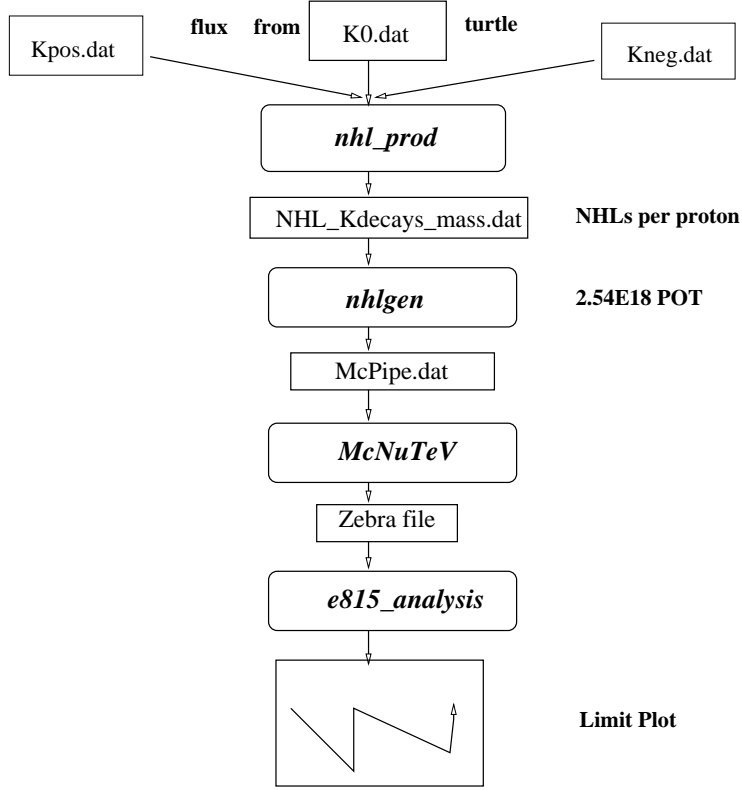 flux from turtle
Kpos.dat
K0.dat
Kneg.dat
nhl_prod
NHL_Kdecays_mass.dat
NHLs per proton
nhlgen
2.54E18 POT
McPipe.dat
McNuTeV
Zebra file
e815_analysis
Limit Plot